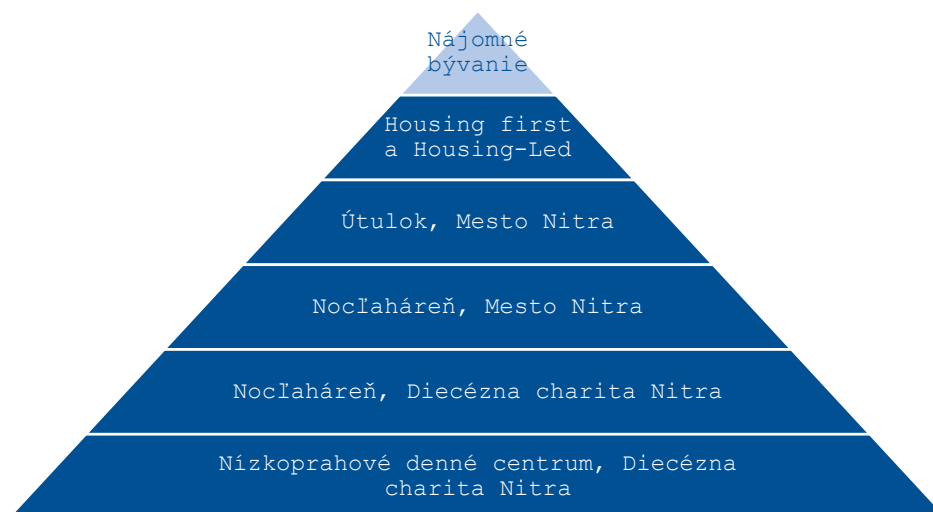 Nájomné
bývanie
Housing first
a Housing-Led
Útulok, Mesto Nitra
Nocľaháreň, Mesto Nitra
Nocľaháreň, Diecézna charita Nitra
Nízkoprahové denné centrum, Diecézna
charita Nitra